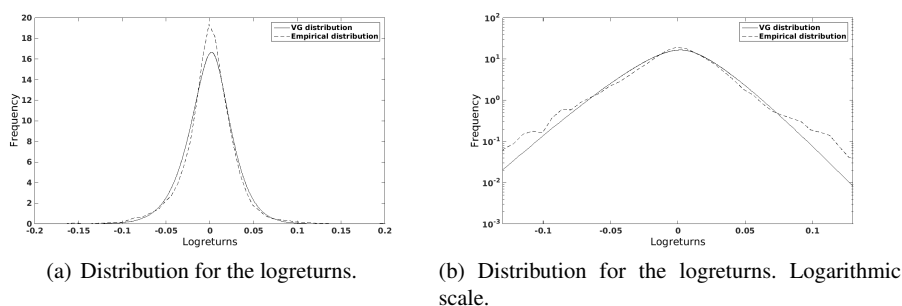 20
18
16
14
12
10
8
6
4
2
0
Frequency
-0.2 -0.15 -0.1 -0.05 0 0.05 0.1 0.15 0.2
Logreturns
VG distribution
Empirical distribution
(a) Distribution for the logreturns.
10^2
10^1
10^0
10^-1
10^-2
10^-3
Frequency
-0.1 -0.05 0 0.05 0.1
Logreturns
VG distribution
Empirical distribution
(b) Distribution for the logreturns. Logarithmic
scale.